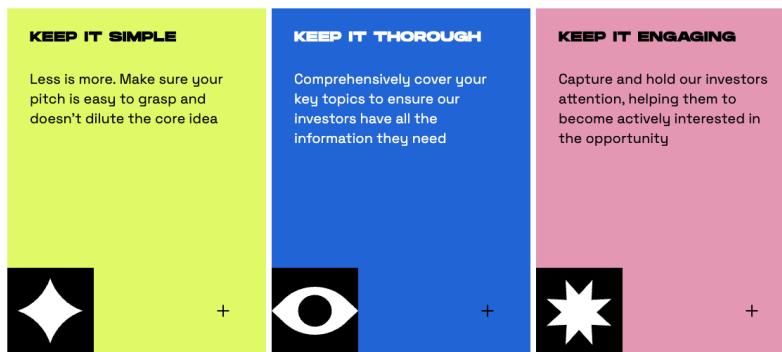 KEEP IT SIMPLE
Less is more. Make sure your
pitch is easy to grasp and
doesn't dilute the core idea
+
KEEP IT THOROUGH
Comprehensively cover your
key topics to ensure our
investors have all the
information they need
+
KEEP IT ENGAGING
Capture and hold our investors
attention, helping them to
become actively interested in
the opportunity
+